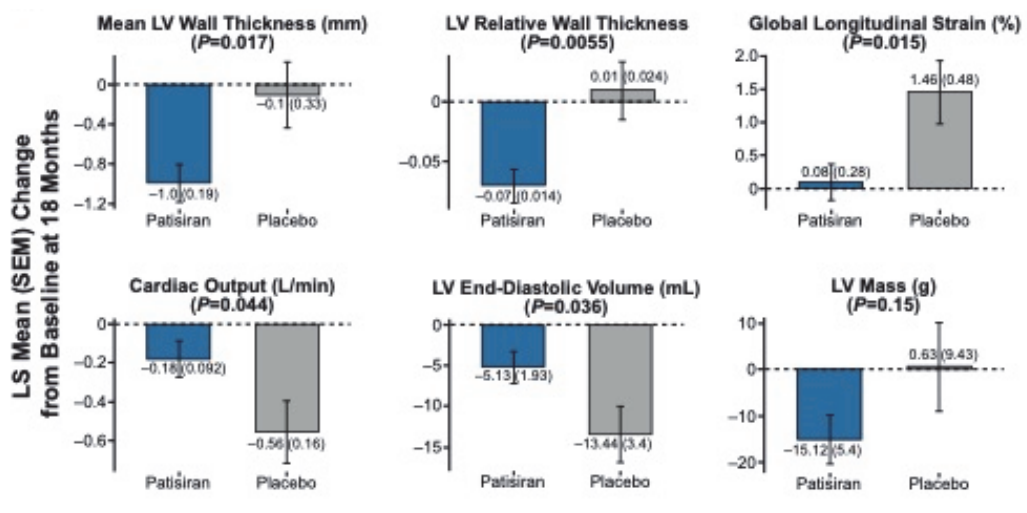 LS Mean (SEM) Change
from Baseline at 18 Months
Mean LV Wall Thickness (mm)
(P=0.017)
0
−0.4
−0.8
−1.2
−1.0 (0.19)
−0.1 (0.33)
Patisiran
Placebo
LV Relative Wall Thickness
(P=0.0055)
0
−0.05
−0.07 (0.014)
0.01 (0.024)
Patisiran
Placebo
Global Longitudinal Strain (%)
(P=0.015)
2.0
1.5
1.0
0.5
0
0.08 (0.28)
1.46 (0.48)
Patisiran
Placebo
Cardiac Output (L/min)
(P=0.044)
0
−0.2
−0.4
−0.6
−0.18 (0.092)
−0.56 (0.16)
Patisiran
Placebo
LV End-Diastolic Volume (mL)
(P=0.036)
0
−5
−10
−15
−5.13 (1.93)
−13.44 (3.4)
Patisiran
Placebo
LV Mass (g)
(P=0.15)
10
0
−10
−20
−15.12 (5.4)
0.63 (9.43)
Patisiran
Placebo